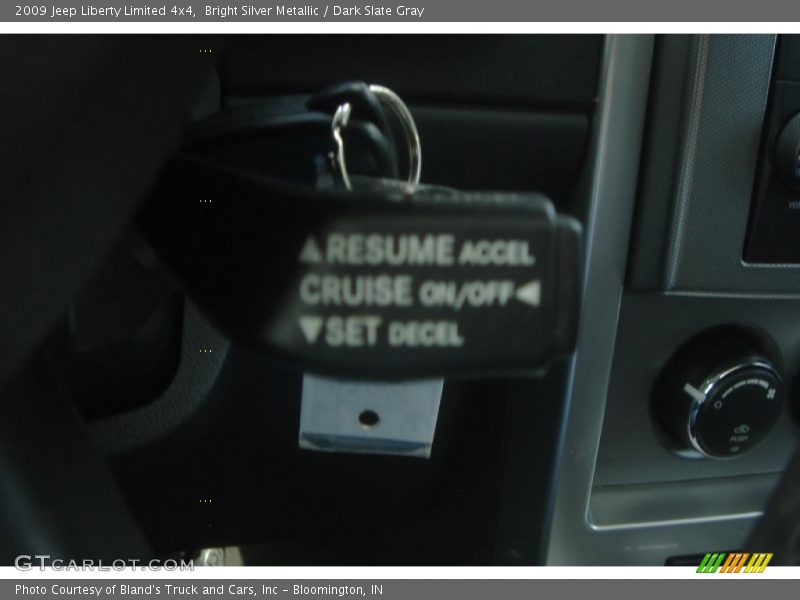 2009 Jeep Liberty Limited 4x4,  Bright Silver Metallic / Dark Slate Gray
▲RESUME ACCEL
CRUISE ON/OFF◀
▼SET DECEL
PUSH
GTCARLOT.COM
Photo Courtesy of Bland's Truck and Cars, Inc - Bloomington, IN